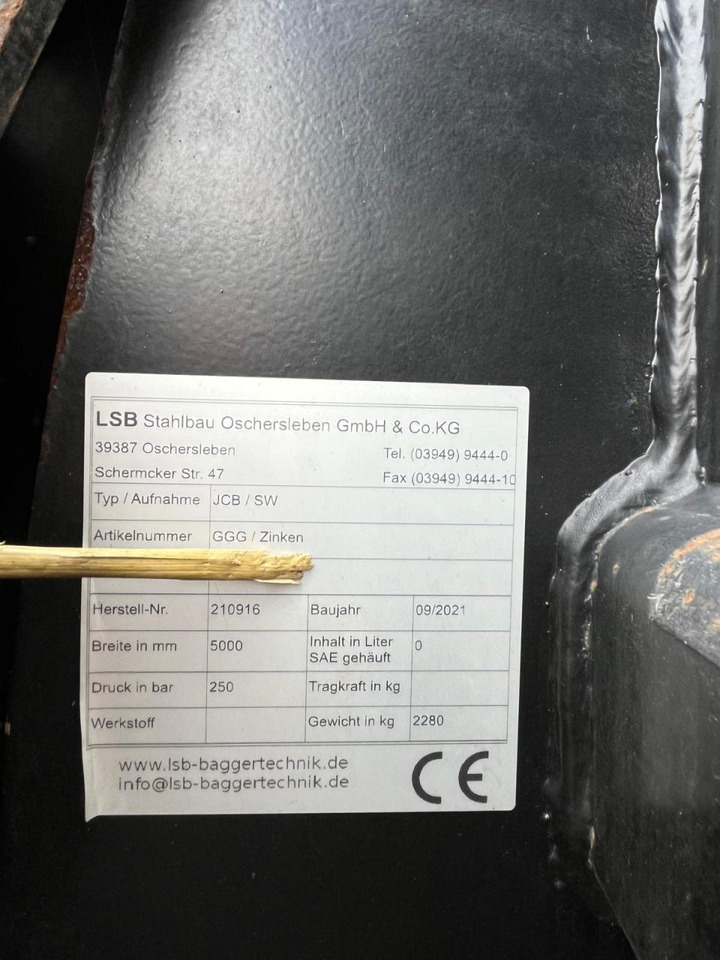 LSB Stahlbau Oschersleben GmbH & Co.KG
39387 Oschersleben Tel. (03949) 9444-0
Schermcker Str. 47 Fax (03949) 9444-10
Typ / Aufnahme JCB / SW
Artikelnummer GGG / Zinken
Herstell-Nr. 210916 Baujahr 09/2021
Breite in mm 5000 Inhalt in Liter SAE gehäuft 0
Druck in bar 250 Tragkraft in kg
Werkstoff Gewicht in kg 2280
www.lsb-baggertechnik.de
info@lsb-baggertechnik.de
CE